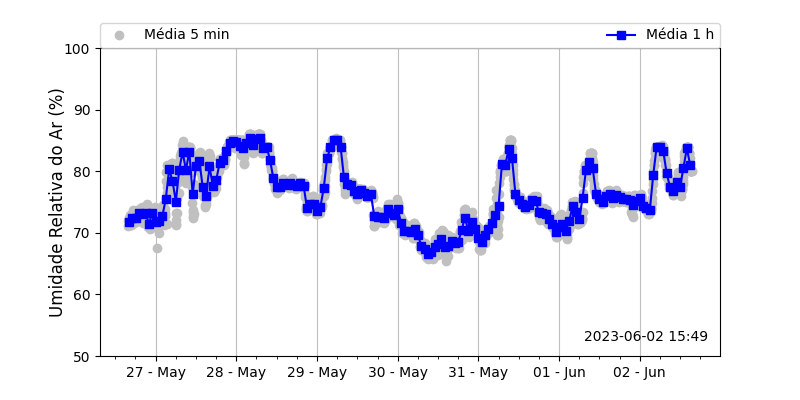 Média 5 min
Média 1 h
100
90
80
70
60
50
Umidade Relativa do Ar (%)
2023-06-02 15:49
27 - May
28 - May
29 - May
30 - May
31 - May
01 - Jun
02 - Jun